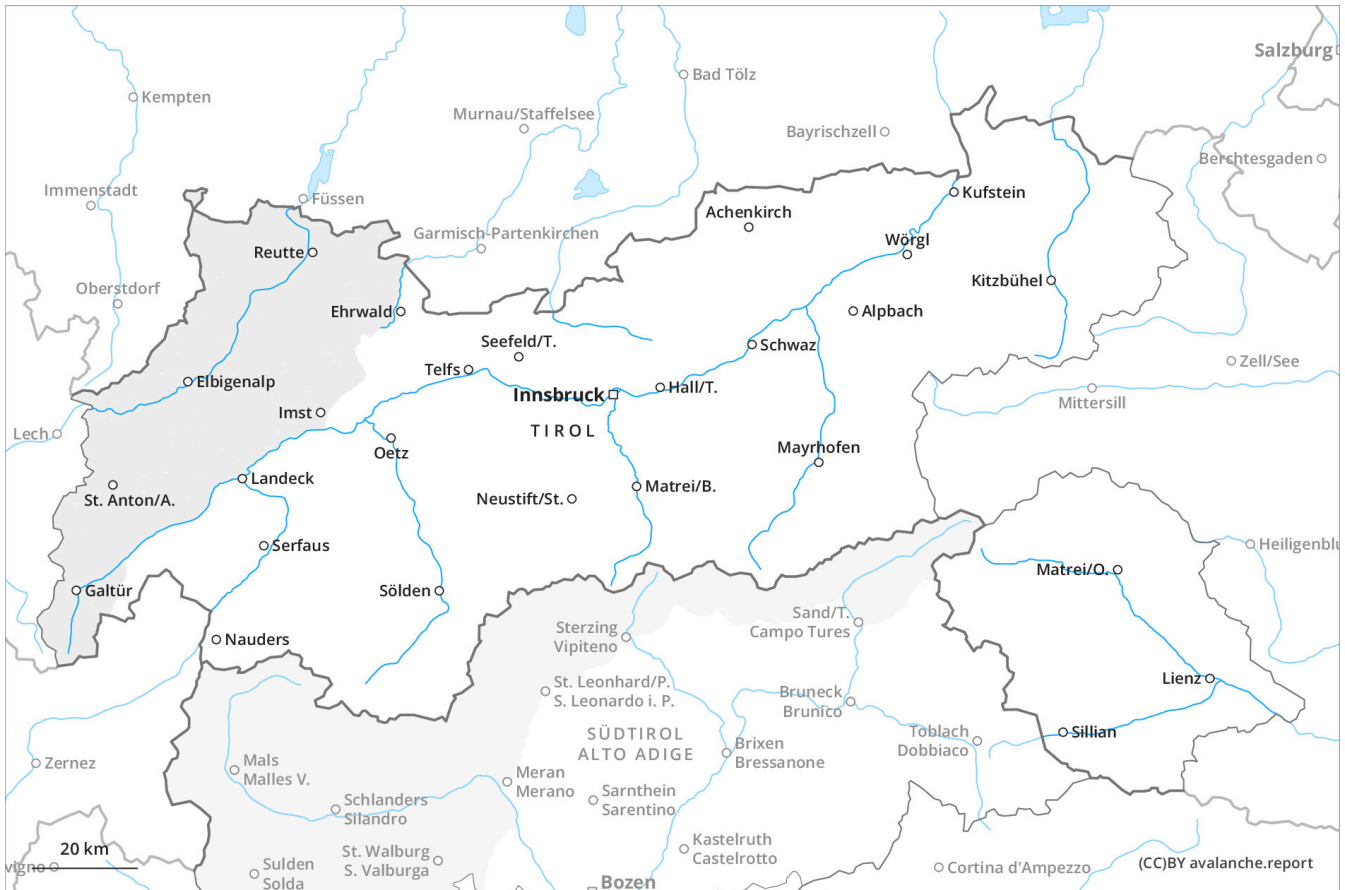 Salzburg
Bad Tölz
Kempten
Murnau/Staffelsee
Bayrischzell
Berchtesgaden
Immenstadt
Füssen
Kufstein
Achenkirch
Garmisch-Partenkirchen
Wörgl
Reutte
Kitzbühel
Oberstdorf
Ehrwald
Alpbach
Seefeld/T.
Schwaz
Zell/See
Telfs
Elbigenalp
Innsbruck
Hall/T.
Mittersill
Imst
TIROL
Lech
Oetz
Mayrhofen
Landeck
St. Anton/A.
Neustift/St.
Matrei/B.
Serfaus
Heiligenblu
Matrei/O.
Galtür
Sölden
Sand/T.
Campo Tures
Sterzing
Vipiteno
Nauders
Lienz
St. Leonhard/P.
S. Leonardo i. P.
Bruneck
Brunico
SÜDTIROL
ALTO ADIGE
Toblach
Dobbiaco
Sillian
Brixen
Bressanone
Zernez
Mals
Malles V.
Meran
Merano
Sarnthein
Sarentino
Schlanders
Silandro
Kastelruth
Castelrotto
20 km
St. Walburg
S. Valburga
vigno
Sulden
Solda
Cortina d'Ampezzo
(CC)BY avalanche.report
Bozen